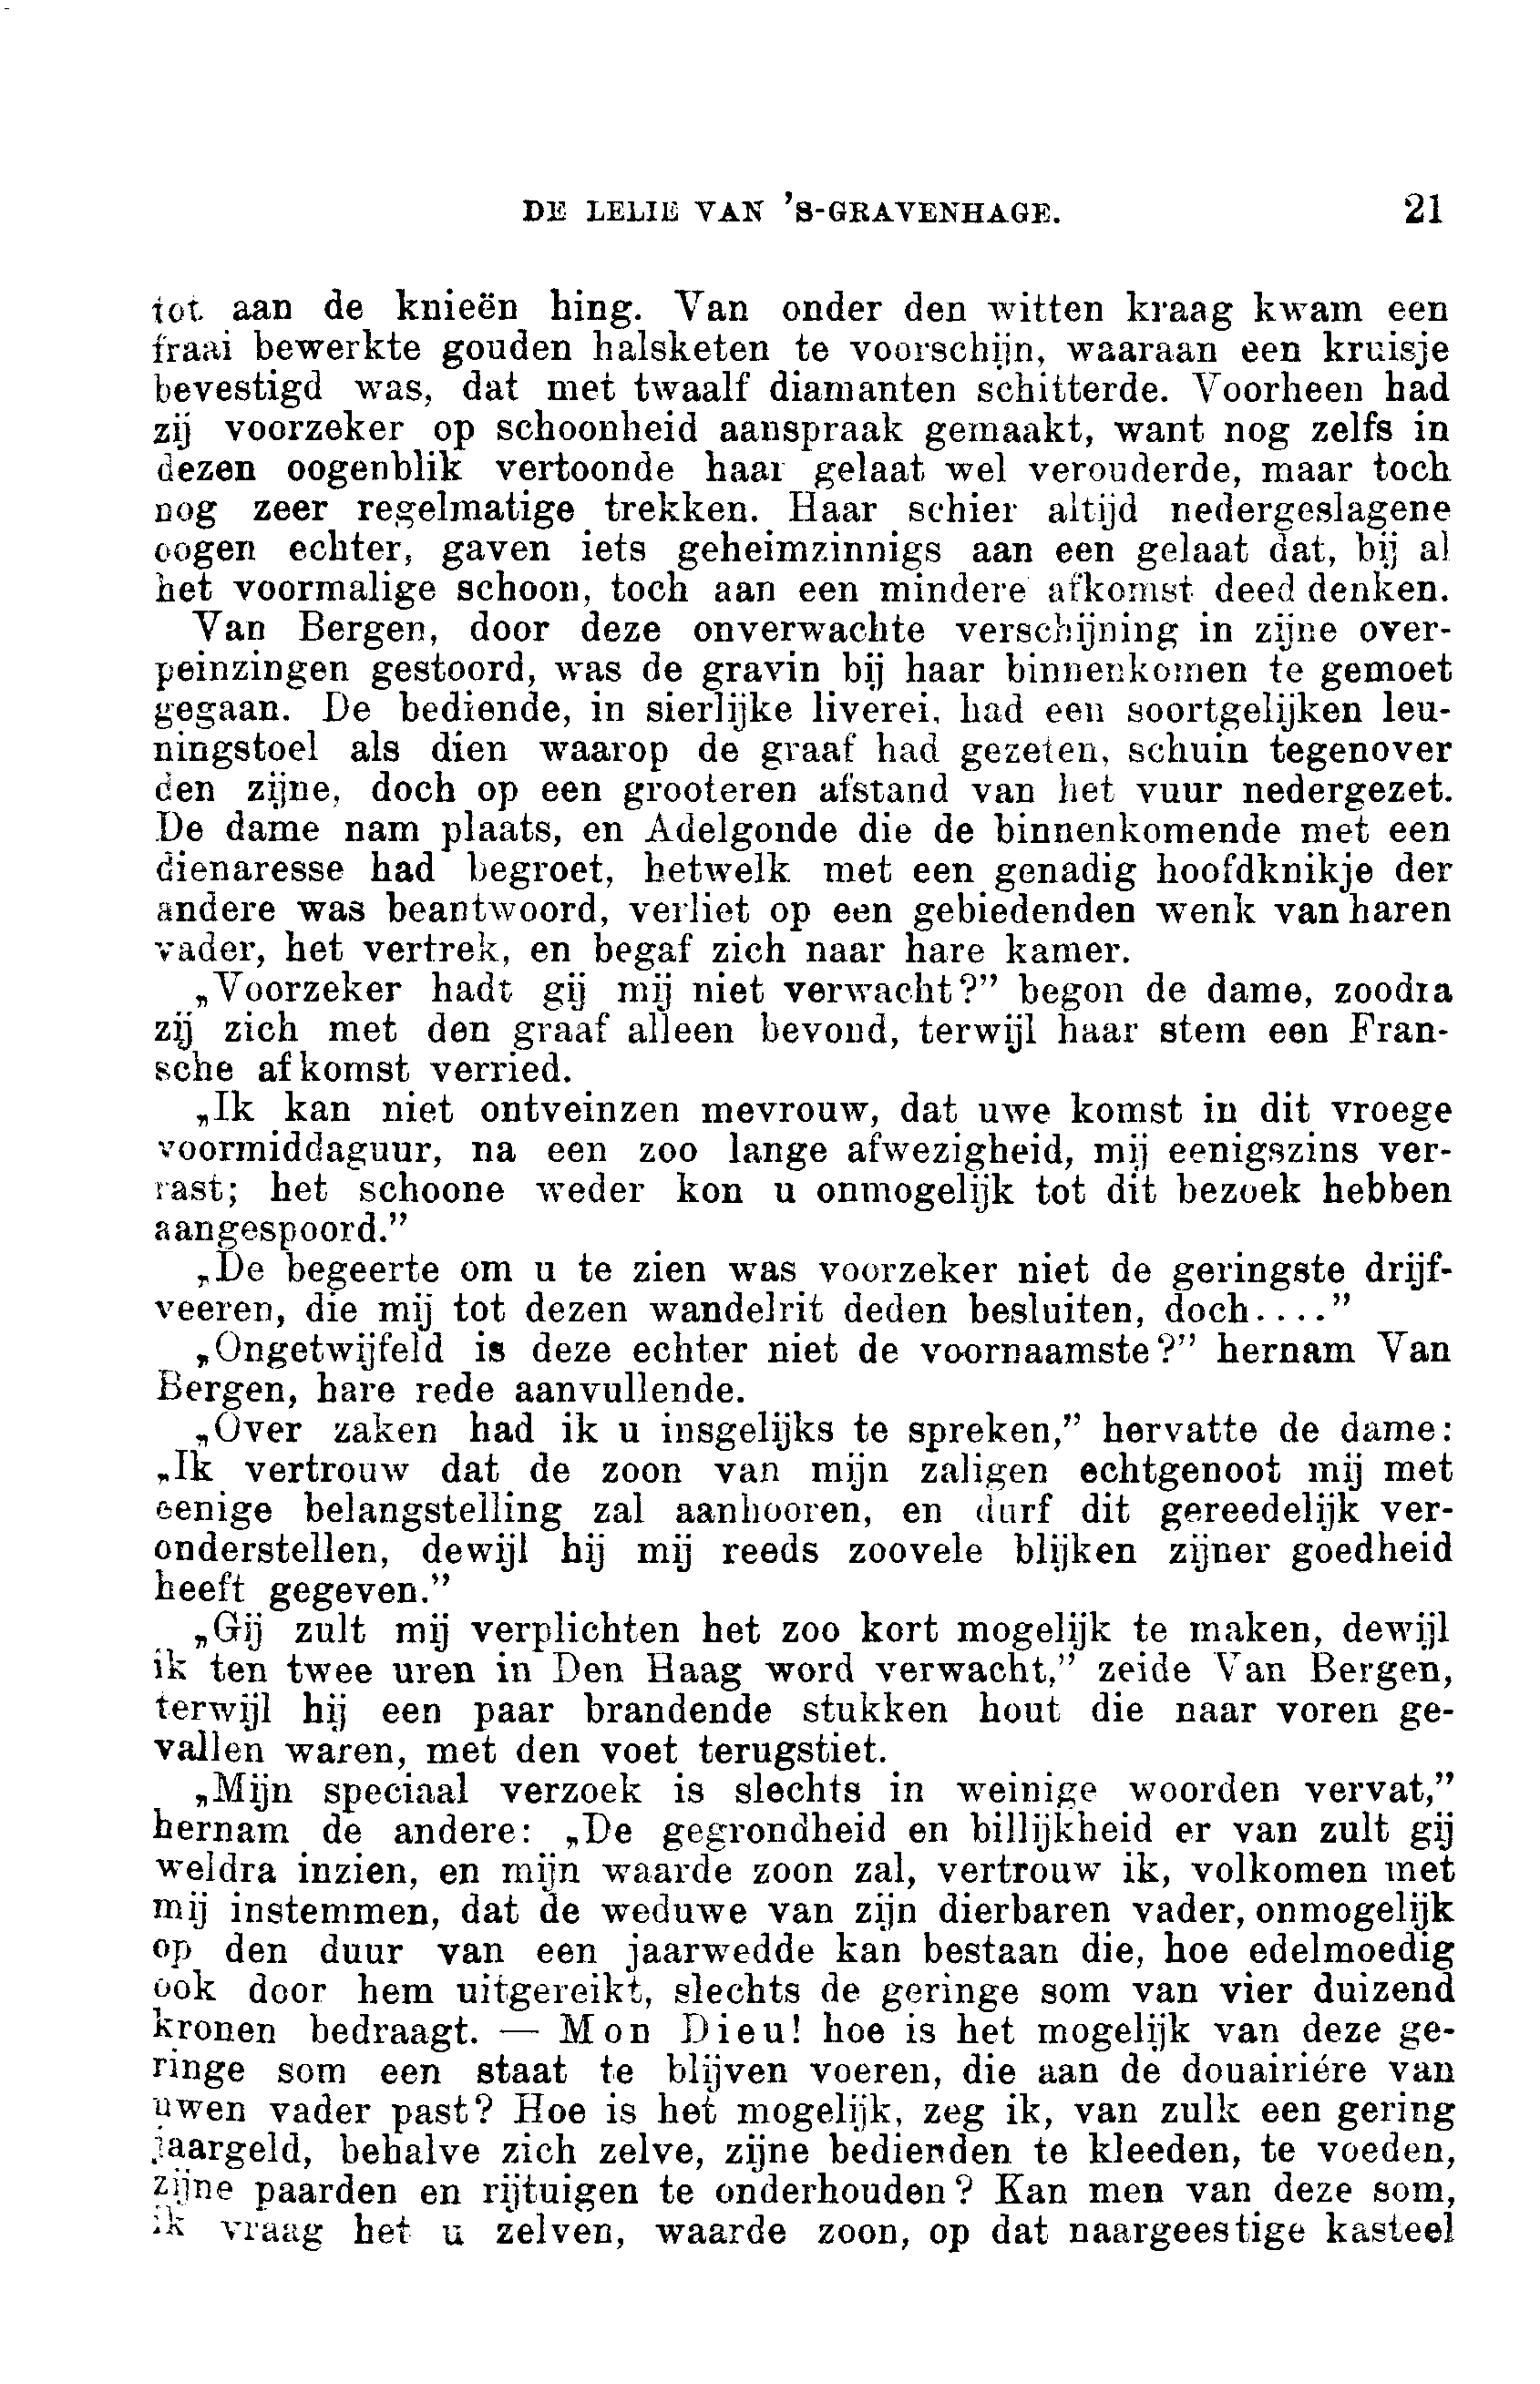 DE LELIE VAN 'S-GRAVENHAGE. 21
tot aan de knieën hing. Van onder den witten kraag kwam een
fraai bewerkte gouden halsketen te voorschijn, waaraan een kruisje
bevestigd was, dat met twaalf diamanten schitterde. Voorheen had
zij voorzeker op schoonheid aanspraak gemaakt, want nog zelfs in
dezen oogenblik vertoonde haar gelaat wel verouderde, maar toch
nog zeer regelmatige trekken. Haar schier altijd nedergeslagene
oogen echter, gaven iets geheimzinnigs aan een gelaat dat, bij al
het voormalige schoon, toch aan een mindere afkomst deed denken.
Van Bergen, door deze onverwachte verschijning in zijne over-
peinzingen gestoord, was de gravin bij haar binnenkomen te gemoet
gegaan. De bediende, in sierlijke liverei, had een soortgelijken leu-
ningstoel als dien waarop de graaf had gezeten, schuin tegenover
den zijne, doch op een grooteren afstand van het vuur nedergezet.
De dame nam plaats, en Adelgonde die de binnenkomende met een
dienaresse had begroet, hetwelk met een genadig hoofdknikje der
andere was beantwoord, verliet op een gebiedenden wenk van haren
vader, het vertrek, en begaf zich naar hare kamer.
„Voorzeker hadt gij mij niet verwacht?” begon de dame, zoodra
zij zich met den graaf alleen bevond, terwijl haar stem een Fran-
sche afkomst verried.
„Ik kan niet ontveinzen mevrouw, dat uwe komst in dit vroege
voormiddaguur, na een zoo lange afwezigheid, mij eenigszins ver-
rast; het schoone weder kon u onmogelijk tot dit bezoek hebben
aangespoord.”
„De begeerte om u te zien was voorzeker niet de geringste drijf-
veeren, die mij tot dezen wandelrit deden besluiten, doch....”
„Ongetwijfeld is deze echter niet de voornaamste?” hernam Van
Bergen, hare rede aanvullende.
„Over zaken had ik u insgelijks te spreken,” hervatte de dame:
„Ik vertrouw dat de zoon van mijn zaligen echtgenoot mij met
eenige belangstelling zal aanhooren, en durf dit gereedelijk ver-
onderstellen, dewijl hij mij reeds zoovele blijken zijner goedheid
heeft gegeven.”
„Gij zult mij verplichten het zoo kort mogelijk te maken, dewijl
ik ten twee uren in Den Haag word verwacht,” zeide Van Bergen,
terwijl hij een paar brandende stukken hout die naar voren ge-
vallen waren, met den voet terugstiet.
„Mijn speciaal verzoek is slechts in weinige woorden vervat,”
hernam de andere: „De gegrondheid en billijkheid er van zult gij
weldra inzien, en mijn waarde zoon zal, vertrouw ik, volkomen met
mij instemmen, dat de weduwe van zijn dierbaren vader, onmogelijk
op den duur van een jaarwedde kan bestaan die, hoe edelmoedig
ook door hem uitgereikt, slechts de geringe som van vier duizend
kronen bedraagt. — Mon Dieu! hoe is het mogelijk van deze ge-
ringe som een staat te blijven voeren, die aan de douairiére van
uwen vader past? Hoe is het mogelijk, zeg ik, van zulk een gering
jaargeld, behalve zich zelve, zijne bedienden te kleeden, te voeden,
zijne paarden en rijtuigen te onderhouden? Kan men van deze som,
ik vraag het u zelven, waarde zoon, op dat naargeestige kasteel